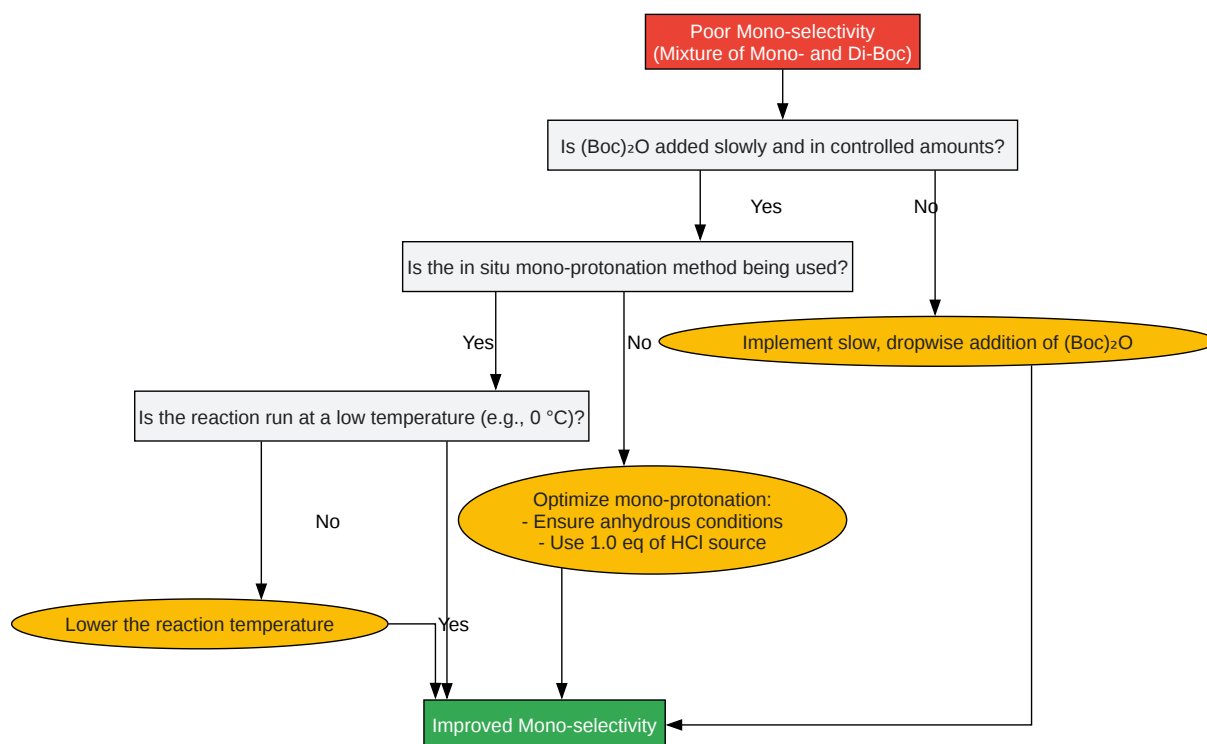 Poor Mono-selectivity
(Mixture of Mono- and Di-Boc)
Is (Boc)₂O added slowly and in controlled amounts?
Yes
No
Is the in situ mono-protonation method being used?
Yes
No
Implement slow, dropwise addition of (Boc)₂O
Is the reaction run at a low temperature (e.g., 0 °C)?
Optimize mono-protonation:
- Ensure anhydrous conditions
- Use 1.0 eq of HCl source
No
Lower the reaction temperature
Yes
Improved Mono-selectivity